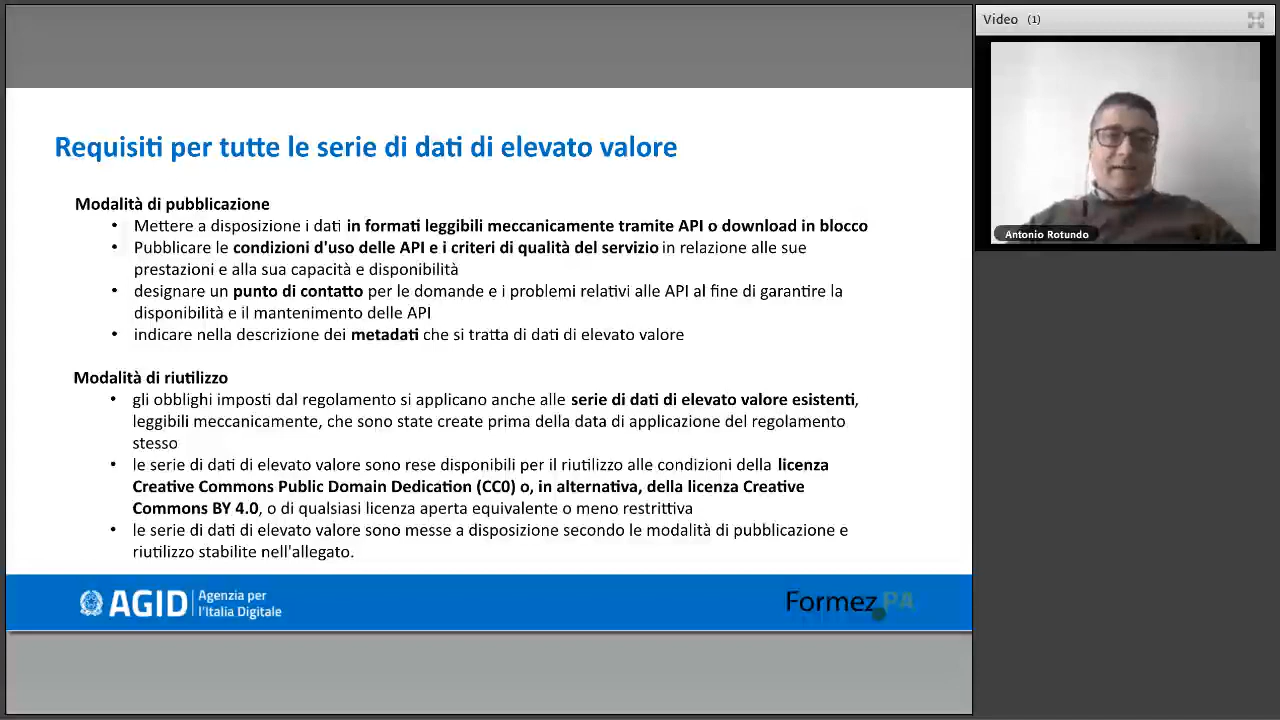 Requisiti per tutte le serie di dati di elevato valore
Modalità di pubblicazione
• Mettere a disposizione i dati in formati leggibili meccanicamente tramite API o download in blocco
• Pubblicare le condizioni d'uso delle API e i criteri di qualità del servizio in relazione alle sue
prestazioni e alla sua capacità e disponibilità
• designare un punto di contatto per le domande e i problemi relativi alle API al fine di garantire la
disponibilità e il mantenimento delle API
• indicare nella descrizione dei metadati che si tratta di dati di elevato valore
Modalità di riutilizzo
• gli obblighi imposti dal regolamento si applicano anche alle serie di dati di elevato valore esistenti,
leggibili meccanicamente, che sono state create prima della data di applicazione del regolamento
stesso
• le serie di dati di elevato valore sono rese disponibili per il riutilizzo alle condizioni della licenza
Creative Commons Public Domain Dedication (CC0) o, in alternativa, della licenza Creative
Commons BY 4.0, o di qualsiasi licenza aperta equivalente o meno restrittiva
• le serie di dati di elevato valore sono messe a disposizione secondo le modalità di pubblicazione e
riutilizzo stabilite nell'allegato.
AGID
Agenzia per
l'Italia Digitale
Formez PA
Video (1)
Antonio Rotundo